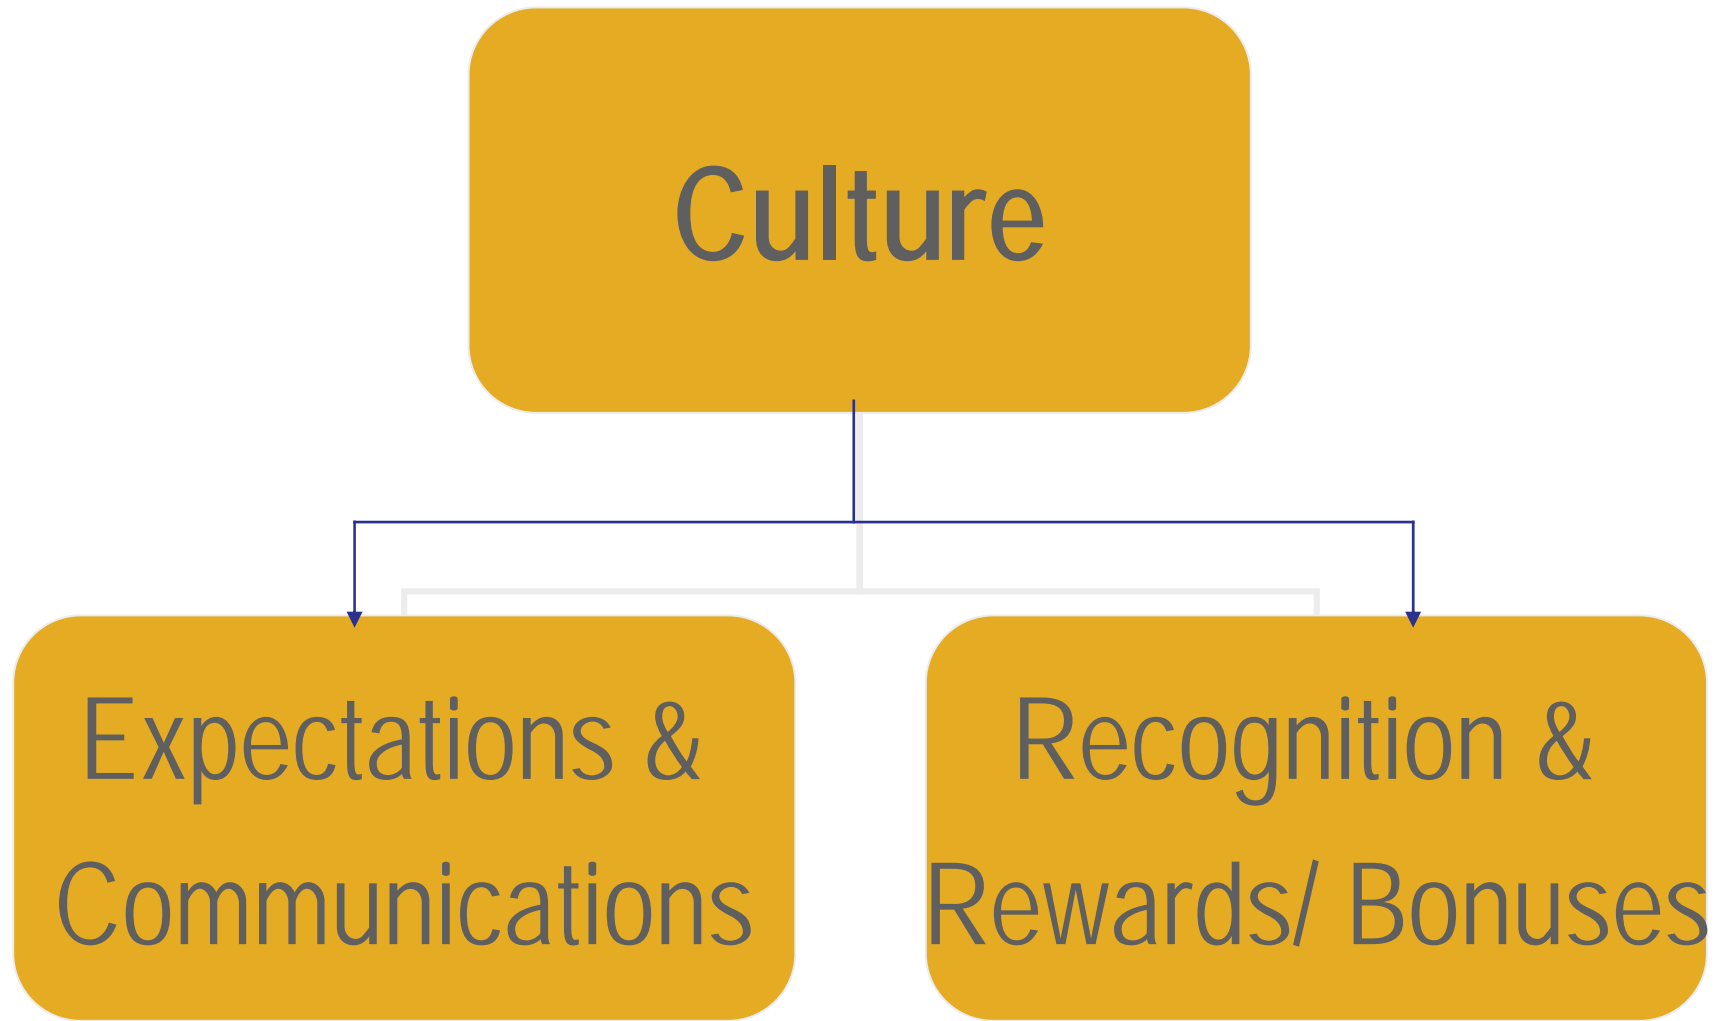 Culture
Expectations &
Communications
Recognition &
Rewards/ Bonuses